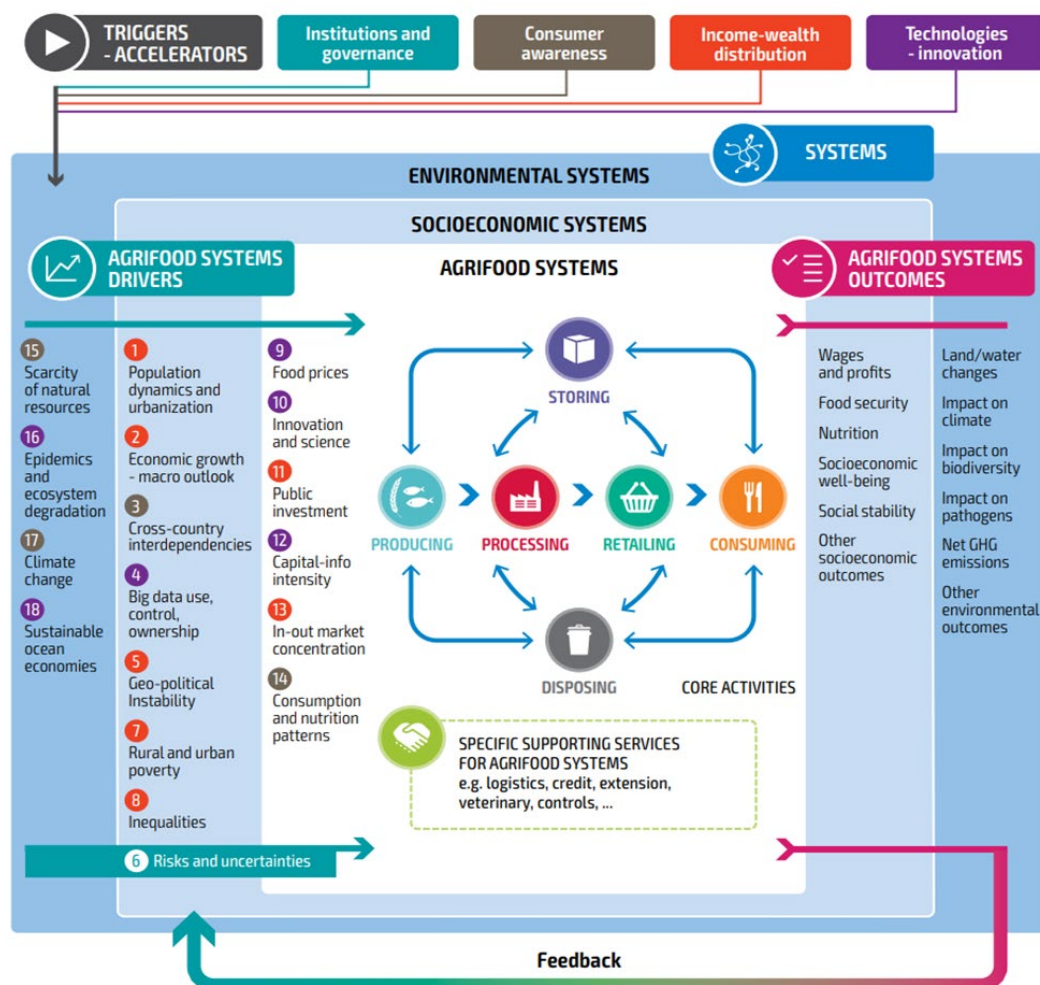 TRIGGERS
- ACCELERATORS
Institutions and
governance
Consumer
awareness
Income-wealth
distribution
Technologies
- innovation
SYSTEMS
ENVIRONMENTAL SYSTEMS
SOCIOECONOMIC SYSTEMS
AGRIFOOD SYSTEMS
AGRIFOOD SYSTEMS
DRIVERS
15
Scarcity
of natural
resources
16
Epidemics
and
ecosystem
degradation
17
Climate
change
18
Sustainable
ocean
economies
1
Population
dynamics and
urbanization
2
Economic growth
- macro outlook
3
Cross-country
interdependencies
4
Big data use,
control,
ownership
5
Geo-political
Instability
7
Rural and urban
poverty
8
Inequalities
6 Risks and uncertainties
9
Food prices
10
Innovation
and science
11
Public
investment
12
Capital-info
intensity
13
In-out market
concentration
14
Consumption
and nutrition
patterns
STORING
PRODUCING
PROCESSING
RETAILING
CONSUMING
DISPOSING
CORE ACTIVITIES
SPECIFIC SUPPORTING SERVICES
FOR AGRIFOOD SYSTEMS
e.g. logistics, credit, extension,
veterinary, controls, ...
AGRIFOOD SYSTEMS
OUTCOMES
Wages
and profits
Food security
Nutrition
Socioeconomic
well-being
Social stability
Other
socioeconomic
outcomes
Land/water
changes
Impact on
climate
Impact on
biodiversity
Impact on
pathogens
Net GHG
emissions
Other
environmental
outcomes
Feedback